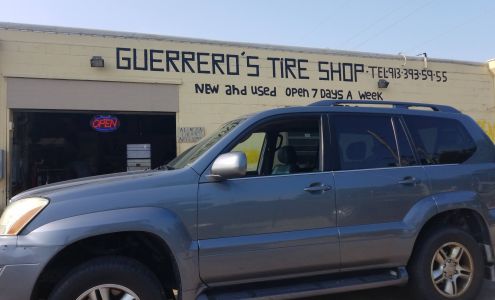 GUERRERO'S TIRE SHOP-TEL:913-393-59-55
NEW and USED OPEN 7 DAYS A WEEK
OPEN